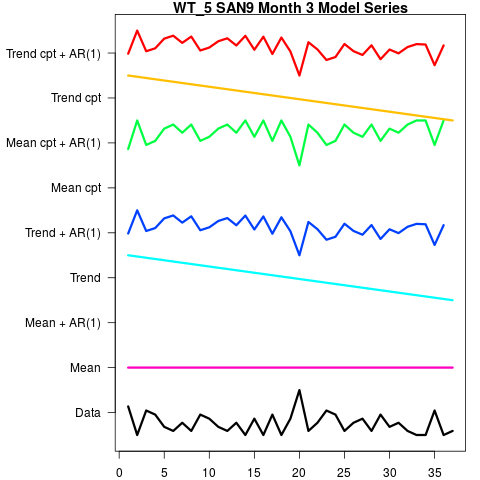 WT_5 SAN9 Month 3 Model Series
Trend cpt + AR(1)
Trend cpt
Mean cpt + AR(1)
Mean cpt
Trend + AR(1)
Trend
Mean + AR(1)
Mean
Data
0 5 10 15 20 25 30 35